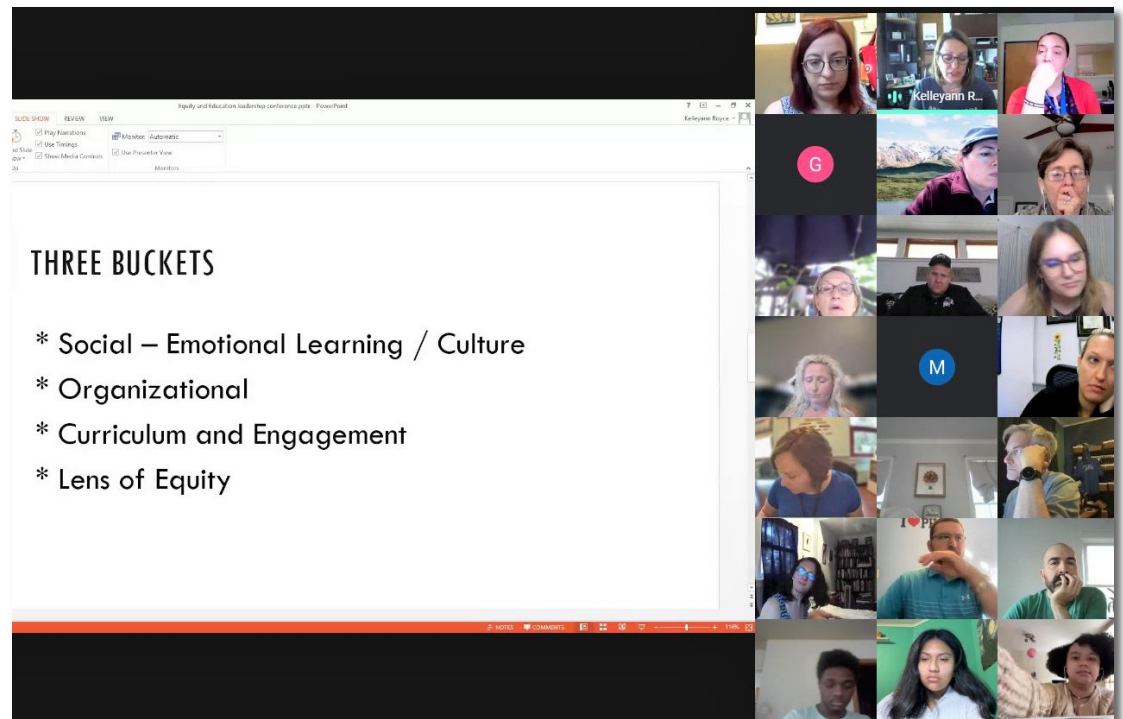 Equity and Education leadership conference.pptx - PowerPoint
SLIDE SHOW REVIEW VIEW
Kelleyann Royce
Play Narrations
Use Timings
Show Media Controls
Monitor: Automatic
Use Presenter View
Monitors
THREE BUCKETS
* Social – Emotional Learning / Culture
* Organizational
* Curriculum and Engagement
* Lens of Equity
NOTES COMMENTS 116%
Kelleyann R...
G
M
I ❤ P